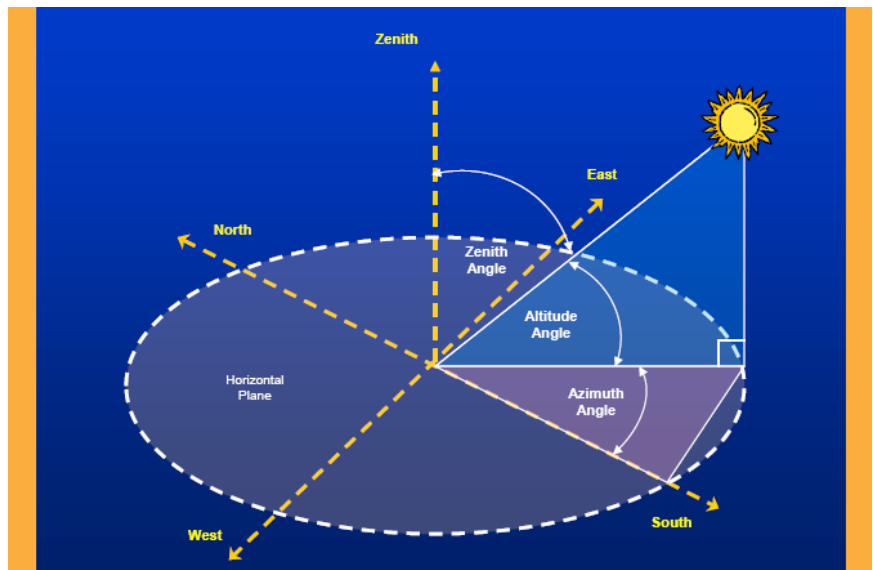 Zenith
East
North
Zenith
Angle
Altitude
Angle
Horizontal
Plane
Azimuth
Angle
South
West